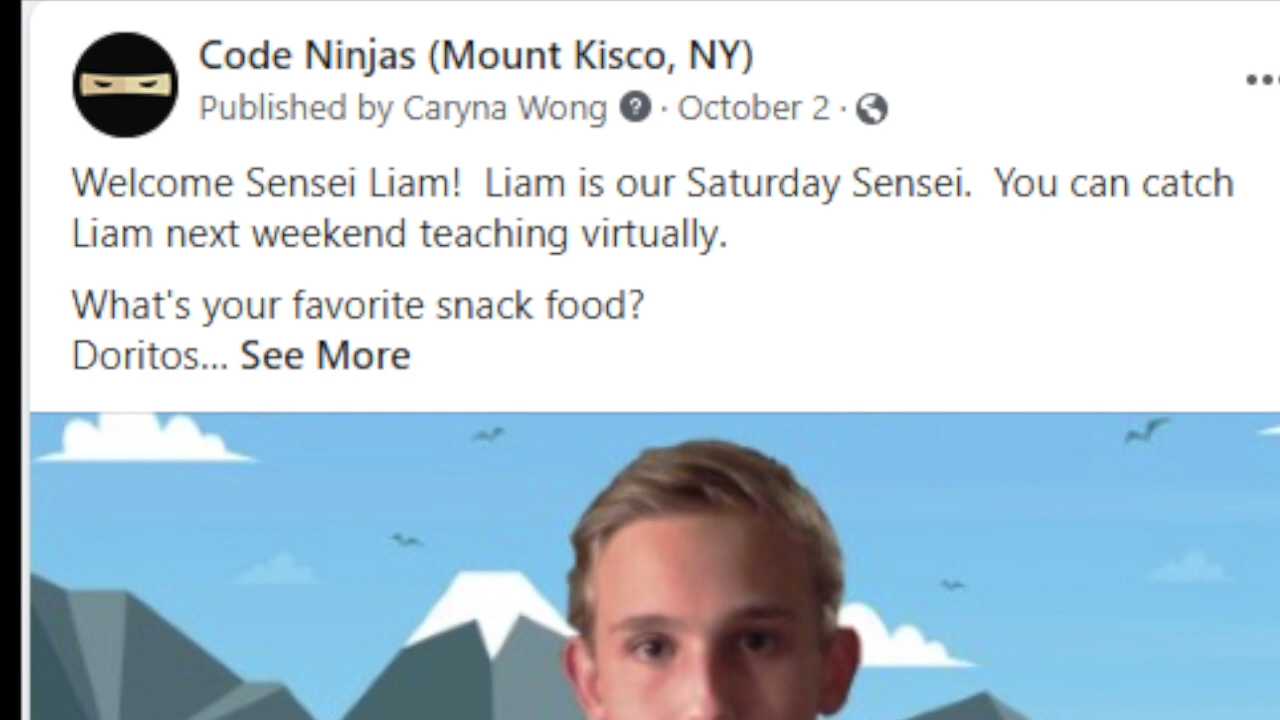 Code Ninjas (Mount Kisco, NY)
Published by Caryna Wong · October 2 ·
Welcome Sensei Liam!  Liam is our Saturday Sensei.  You can catch
Liam next weekend teaching virtually.
What's your favorite snack food?
Doritos... See More